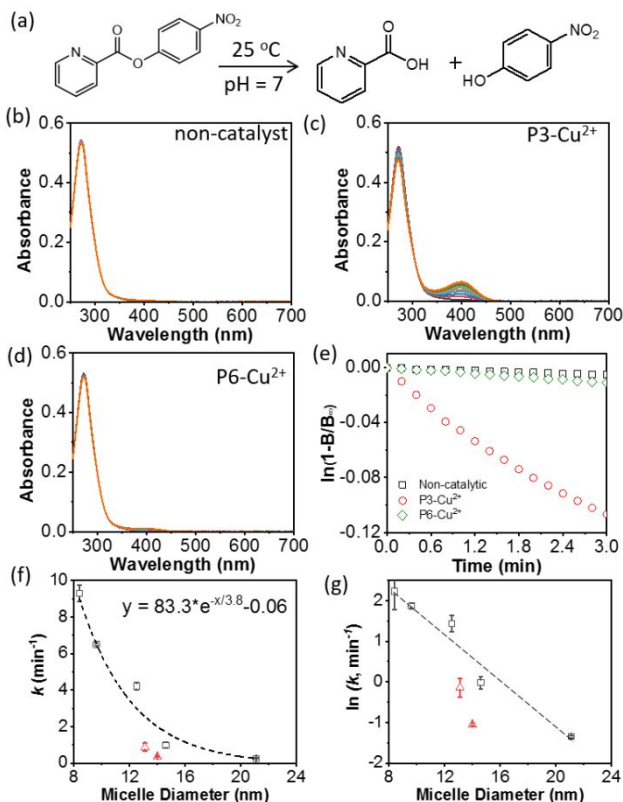 (a)
N
O
O
NO₂
25 °C
pH = 7
N
O
OH
+
HO
NO₂
(b)
non-catalyst
Absorbance
0.6
0.4
0.2
0.0
300 400 500 600 700
Wavelength (nm)
(c)
P3-Cu²⁺
Absorbance
0.6
0.4
0.2
0.0
300 400 500 600 700
Wavelength (nm)
(d)
P6-Cu²⁺
Absorbance
0.6
0.4
0.2
0.0
300 400 500 600 700
Wavelength (nm)
(e)
ln(1-B/B∞)
0.00
-0.04
-0.08
-0.12
Non-catalytic
P3-Cu²⁺
P6-Cu²⁺
0.6 1.2 1.8 2.4 3.0
Time (min)
(f)
y = 83.3*e^-x/3.8-0.06
k (min⁻¹)
10
9
8
7
6
5
4
3
2
1
0
8 12 16 20 24
Micelle Diameter (nm)
(g)
ln (k, min⁻¹)
2
1
0
-1
-2
8 12 16 20 24
Micelle Diameter (nm)